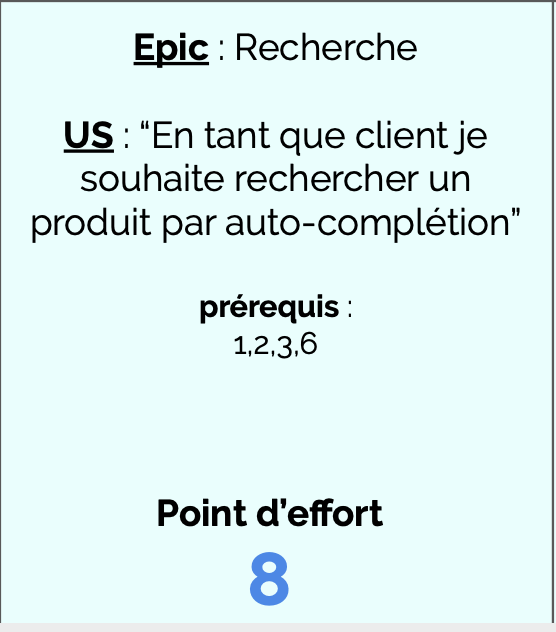 Epic : Recherche
US : “En tant que client je
souhaite rechercher un
produit par auto-complétion”
prérequis :
1,2,3,6
Point d’effort
8